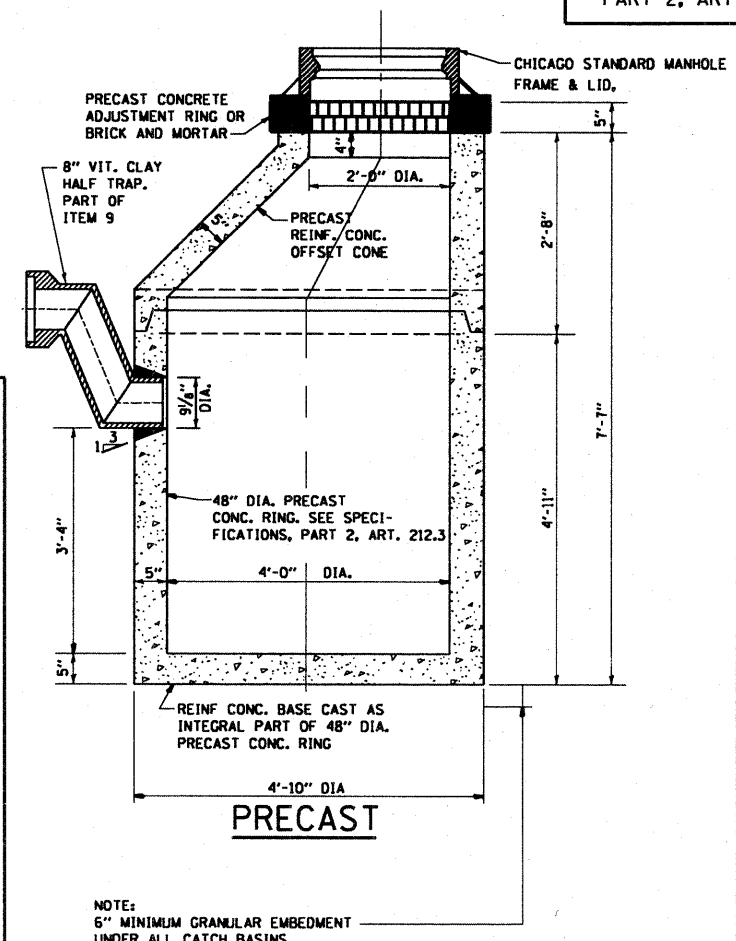 PART 2, ART
CHICAGO STANDARD MANHOLE
FRAME & LID.
PRECAST CONCRETE
ADJUSTMENT RING OR
BRICK AND MORTAR
5"
4"
8" VIT. CLAY
HALF TRAP.
PART OF
ITEM 9
2'-0" DIA.
5"
PRECAST
REINF. CONC.
OFFSET CONE
2'-8"
9 1/8"
DIA.
7'-7"
3
1
48" DIA. PRECAST
CONC. RING. SEE SPECI-
FICATIONS, PART 2, ART. 212.3
4'-11"
3'-4"
5"
4'-0" DIA.
5"
REINF CONC. BASE CAST AS
INTEGRAL PART OF 48" DIA.
PRECAST CONC. RING
4'-10" DIA
PRECAST
NOTE:
6" MINIMUM GRANULAR EMBEDMENT
UNDER ALL CATCH BASINS